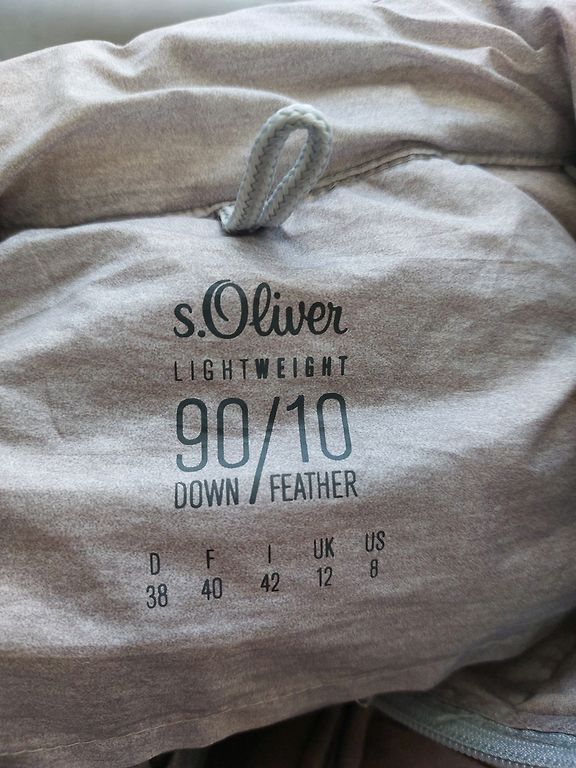 s.Oliver
LIGHTWEIGHT
90/10
DOWN/FEATHER
D F I UK US
38 40 42 12 8